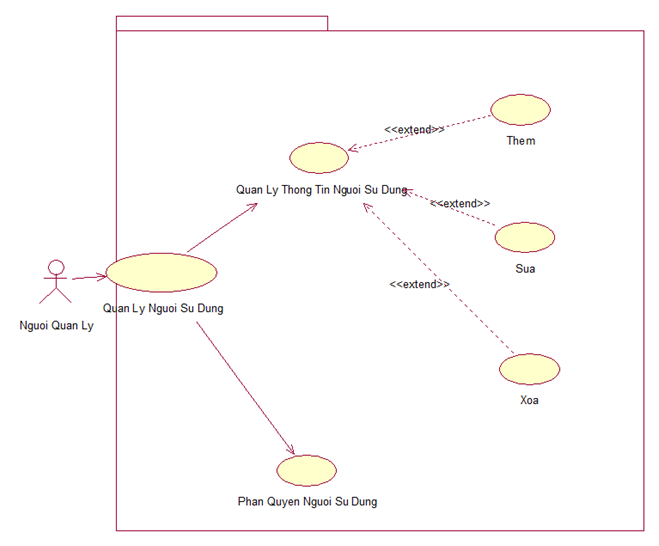 <<extend>>
Them
Quan Ly Thong Tin Nguoi Su Dung
<<extend>>
Sua
<<extend>>
Quan Ly Nguoi Su Dung
Nguoi Quan Ly
Xoa
Phan Quyen Nguoi Su Dung